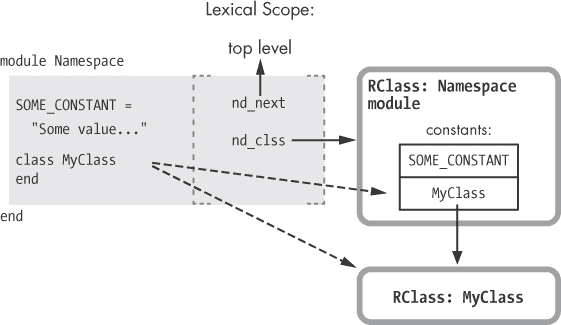 Lexical Scope:
top level
module Namespace
SOME_CONSTANT =
"Some value..."
class MyClass
end
end
nd_next
nd_clss
RClass: Namespace
module
constants:
SOME_CONSTANT
MyClass
RClass: MyClass